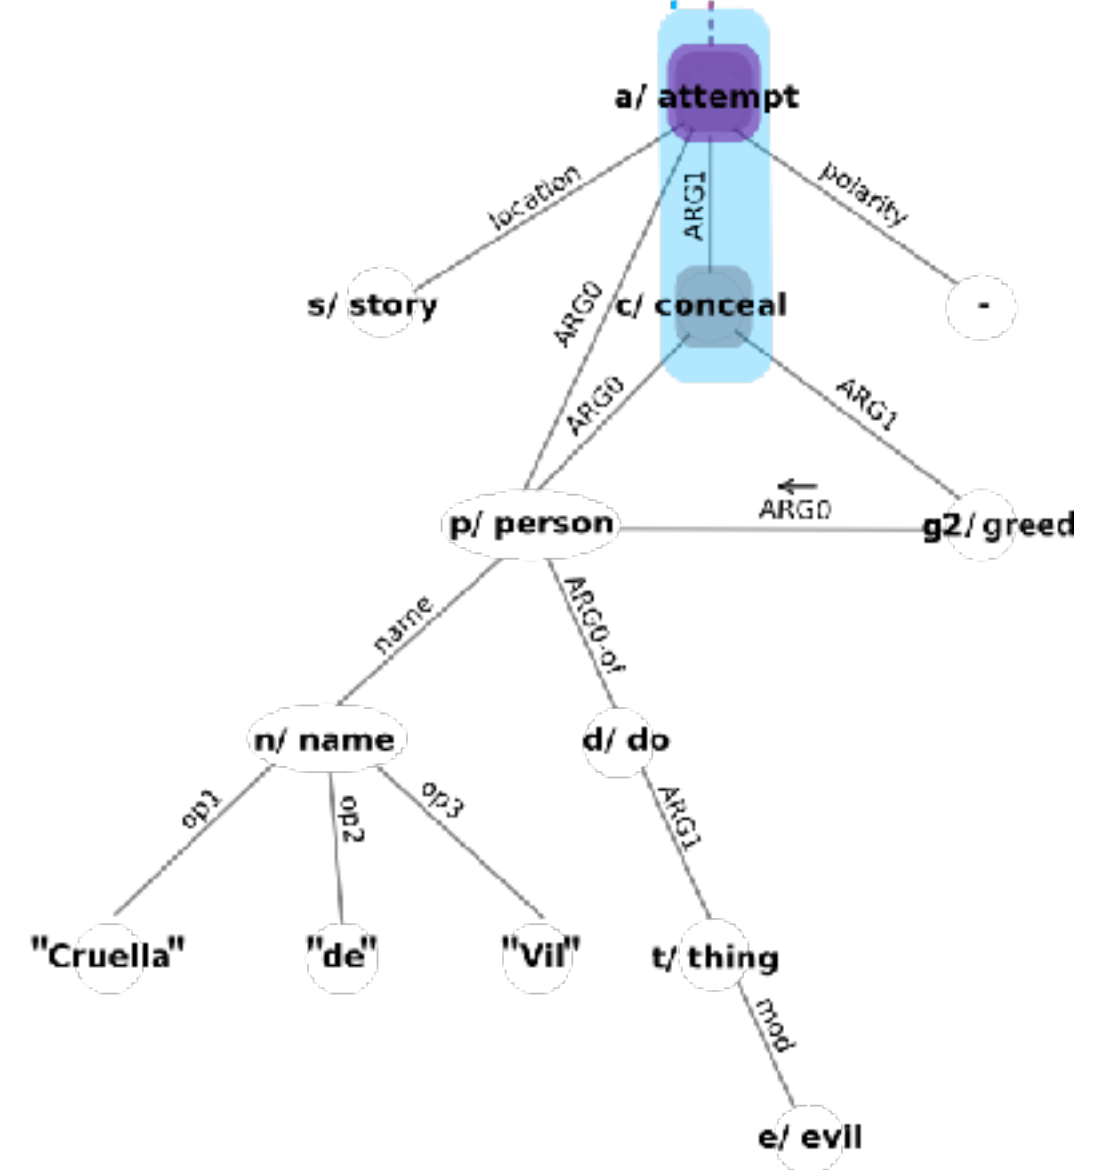 a/ attempt
location
ARG1
polarity
s/ story
ARG0
c/ conceal
-
ARG0
ARG1
p/ person
ARG0
g2/ greed
name
ARG0-of
n/ name
d/ do
op1
op2
op3
ARG1
"Cruella"
"de"
"Vil"
t/ thing
mod
e/ evil